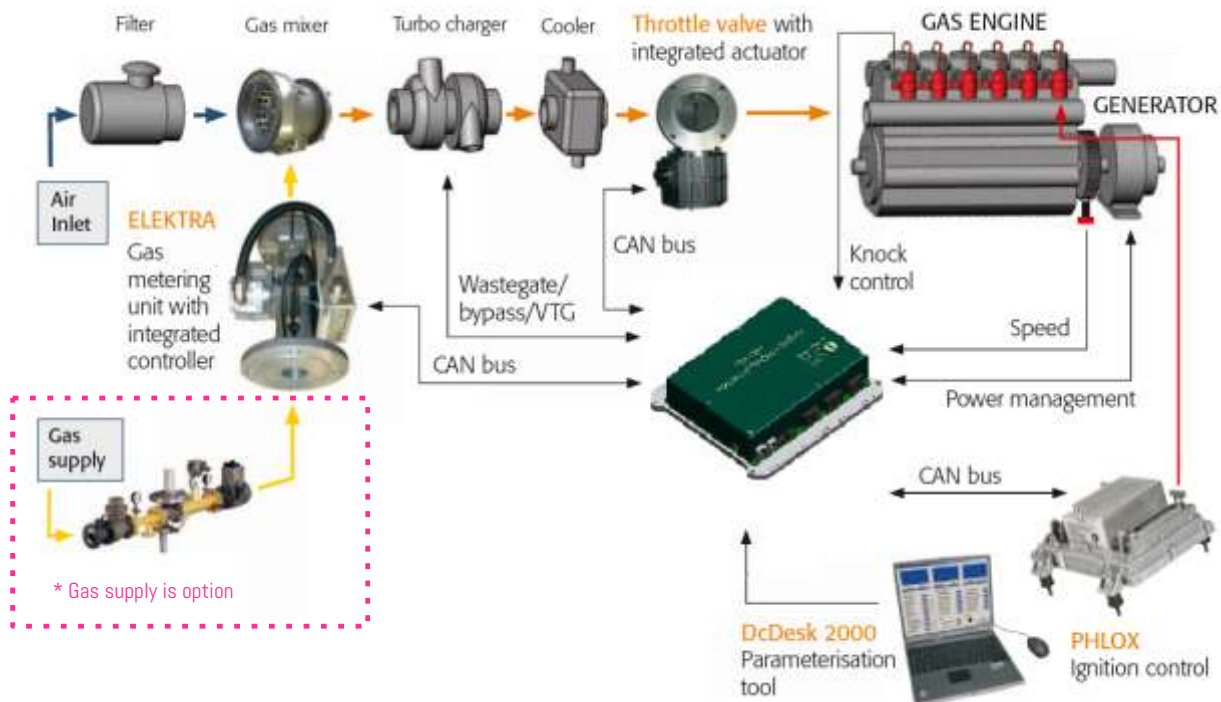 Filter
Gas mixer
Turbo charger
Cooler
Throttle valve with
integrated actuator
GAS ENGINE
GENERATOR
Air
Inlet
ELEKTRA
Gas
metering
unit with
integrated
controller
CAN bus
Knock
control
Wastegate/
bypass/VTG
CAN bus
Speed
Power management
Gas
supply
CAN bus
* Gas supply is option
DcDesk 2000
Parameterisation
tool
PHLOX
Ignition control